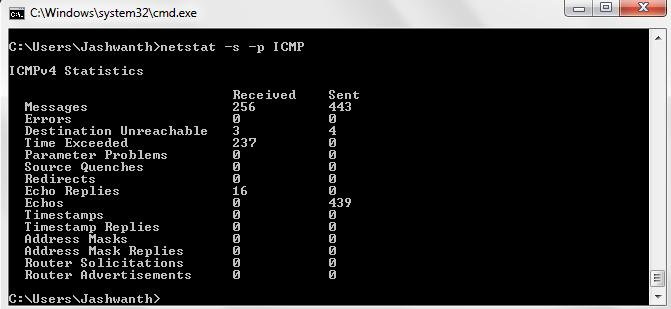 C:\Windows\system32\cmd.exe
C:\Users\Jashwanth>netstat -s -p ICMP
ICMPv4 Statistics
Received Sent
Messages 256 443
Errors 0 0
Destination Unreachable 3 4
Time Exceeded 237 0
Parameter Problems 0 0
Source Quenches 0 0
Redirects 0 0
Echo Replies 16 0
Echos 0 439
Timestamps 0 0
Timestamp Replies 0 0
Address Masks 0 0
Address Mask Replies 0 0
Router Solicitations 0 0
Router Advertisements 0 0
C:\Users\Jashwanth>